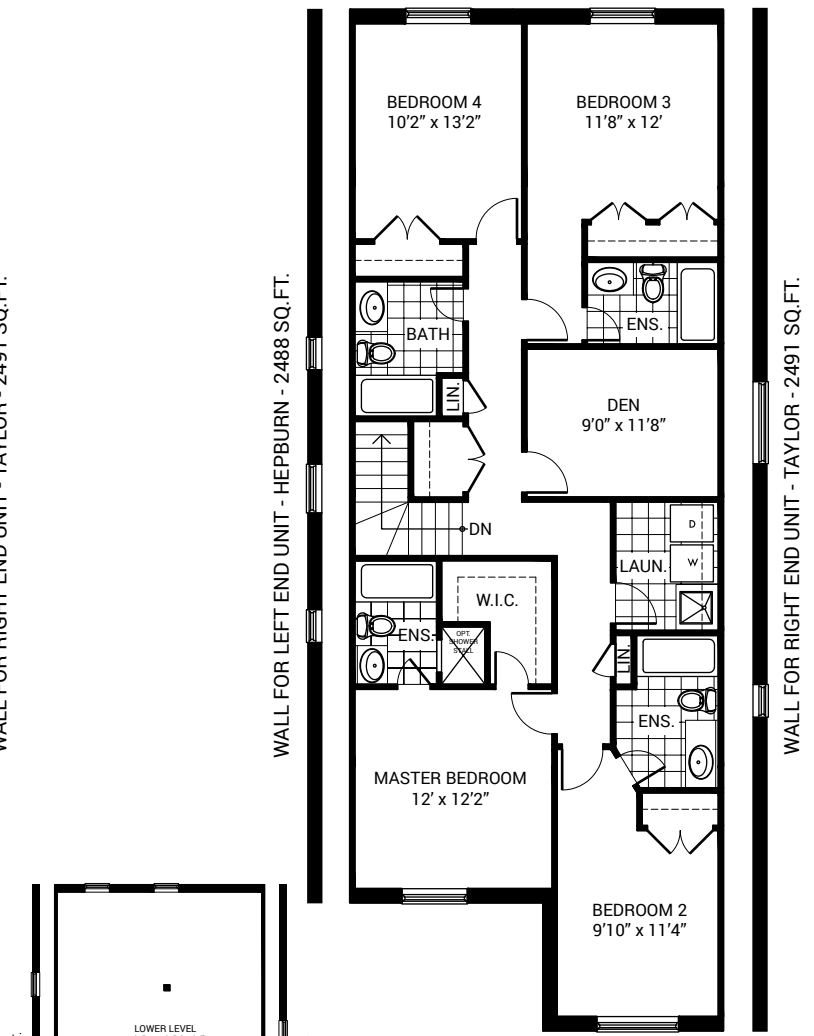 BEDROOM 4
10’2” x 13’2”
BEDROOM 3
11’8” x 12’
BATH
ENS.
LIN.
DEN
9’0” x 11’8”
DN
D
LAUN.
W
W.I.C.
ENS.
OPT.
SHOWER
STALL
LIN.
ENS.
MASTER BEDROOM
12’ x 12’2”
BEDROOM 2
9’10” x 11’4”
WALL FOR LEFT END UNIT - HEPBURN - 2488 SQ.FT.
WALL FOR RIGHT END UNIT - TAYLOR - 2491 SQ.FT.
WALL FOR RIGHT END UNIT - TAYLOR - 2491 SQ.FT.
LOWER LEVEL